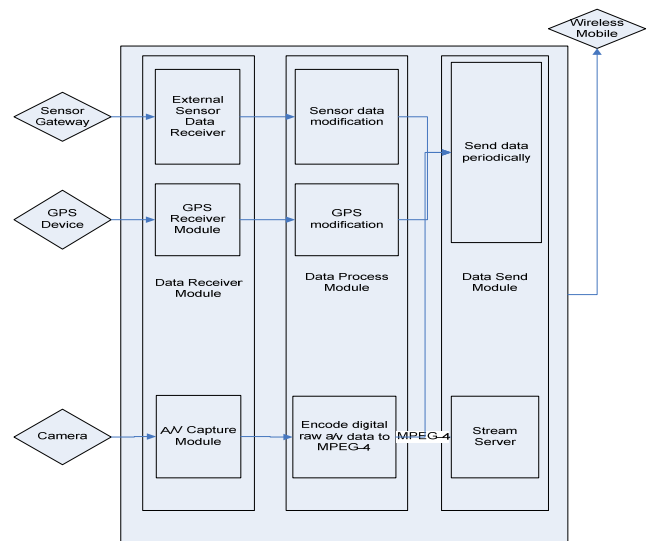 Wireless
Mobile
Sensor
Gateway
External
Sensor
Data
Receiver
Sensor data
modification
Send data
periodically
GPS
Device
GPS
Receiver
Module
GPS
modification
Data Receiver
Module
Data Process
Module
Data Send
Module
Camera
A/V Capture
Module
Encode digital
raw a/v data to
MPEG-4
MPEG-4
Stream
Server